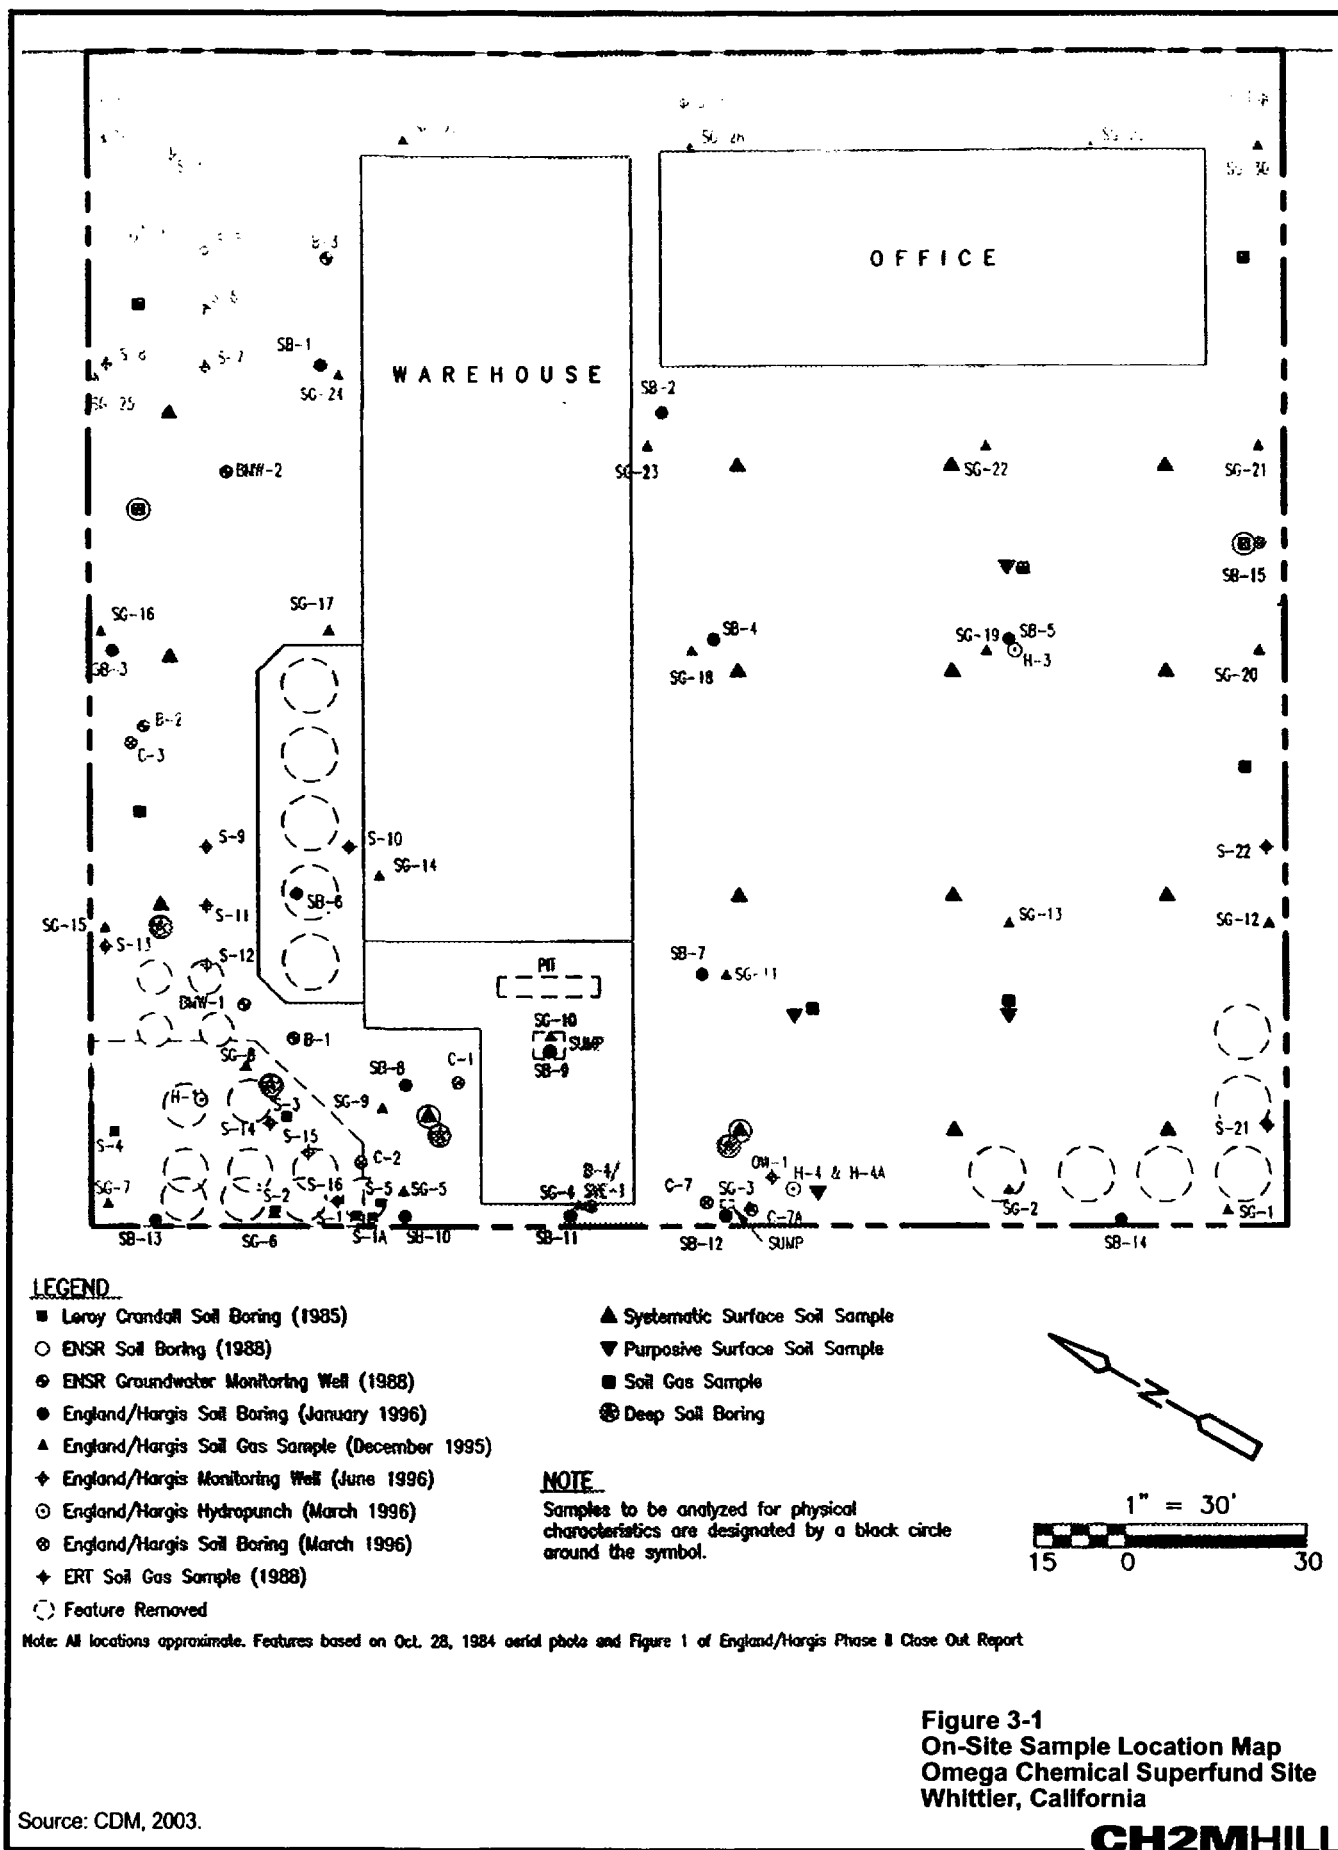 SG-28
SG-30
B-3
OFFICE
S-8
S-7
SB-1
WAREHOUSE
SG-25
SG-24
SB-2
BMW-2
SG-23
SG-22
SG-21
SB-15
SG-16
SG-17
SB-4
SG-19
SB-5
SB-3
H-3
SG-18
SG-20
B-2
C-3
S-9
S-10
S-22
SG-14
SB-6
S-11
SG-13
SG-12
SG-15
S-13
S-12
SB-7
SG-11
PIT
BMW-1
SG-10
SUMP
B-1
SG-8
C-1
SB-8
SB-9
H-1
S-3
SG-9
S-14
S-15
S-4
S-21
C-2
OW-1
H-4 & H-4A
B-4/
SG-7
S-2
S-16
S-5
SG-5
SG-4
C-7
SG-3
SG-2
SG-1
S-1
C-7A
SB-13
SG-6
S-1A
SB-10
SB-11
SB-12
SUMP
SB-14
LEGEND
Leroy Crandall Soil Boring (1985)
ENSR Soil Boring (1988)
ENSR Groundwater Monitoring Well (1988)
England/Hargis Soil Boring (January 1996)
England/Hargis Soil Gas Sample (December 1995)
England/Hargis Monitoring Well (June 1996)
England/Hargis Hydropunch (March 1996)
England/Hargis Soil Boring (March 1996)
ERT Soil Gas Sample (1988)
Feature Removed
Systematic Surface Soil Sample
Purposive Surface Soil Sample
Soil Gas Sample
Deep Soil Boring
NOTE
Samples to be analyzed for physical
characteristics are designated by a black circle
around the symbol.
N
1" = 30'
15 0 30
Note: All locations approximate. Features based on Oct. 28, 1984 aerial photo and Figure 1 of England/Hargis Phase II Close Out Report
Figure 3-1
On-Site Sample Location Map
Omega Chemical Superfund Site
Whittier, California
Source: CDM, 2003.
CH2MHILL